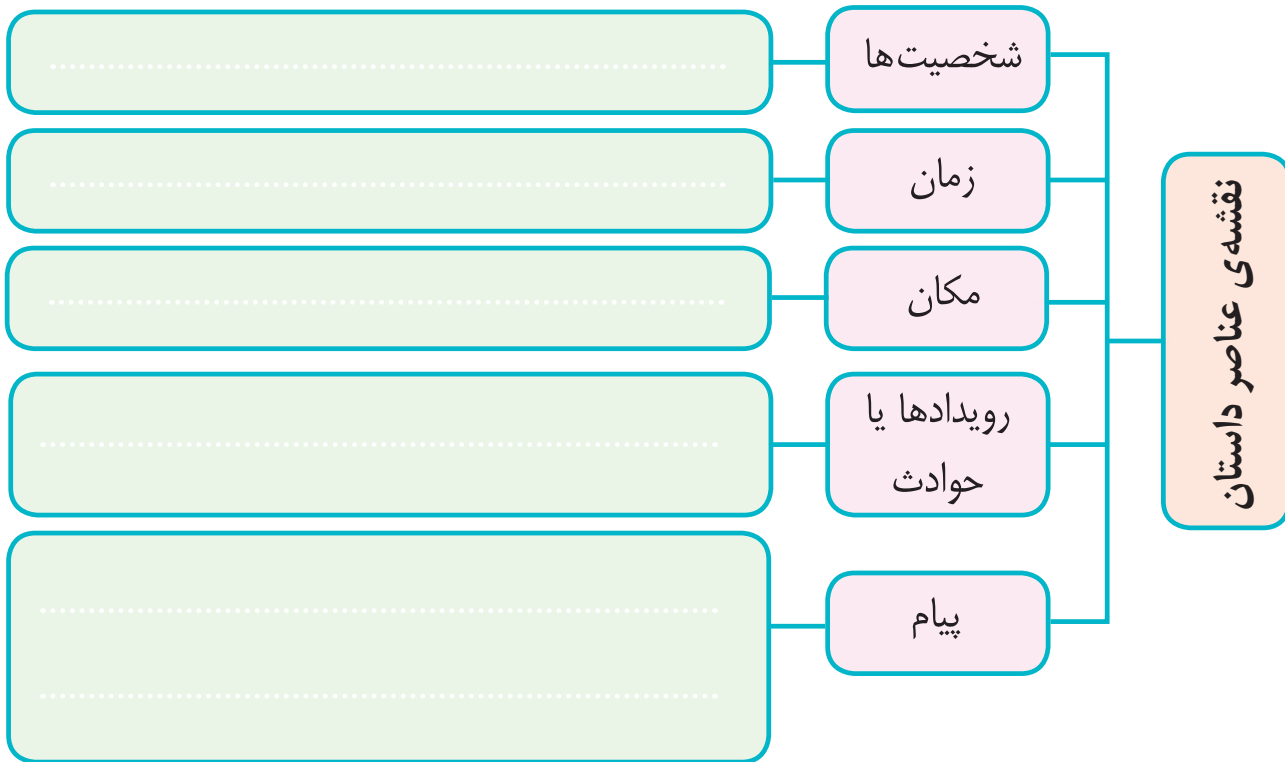 نقشه‌ی عناصر داستان
شخصیت‌ها
زمان
مکان
رویدادها یا
حوادث
پیام